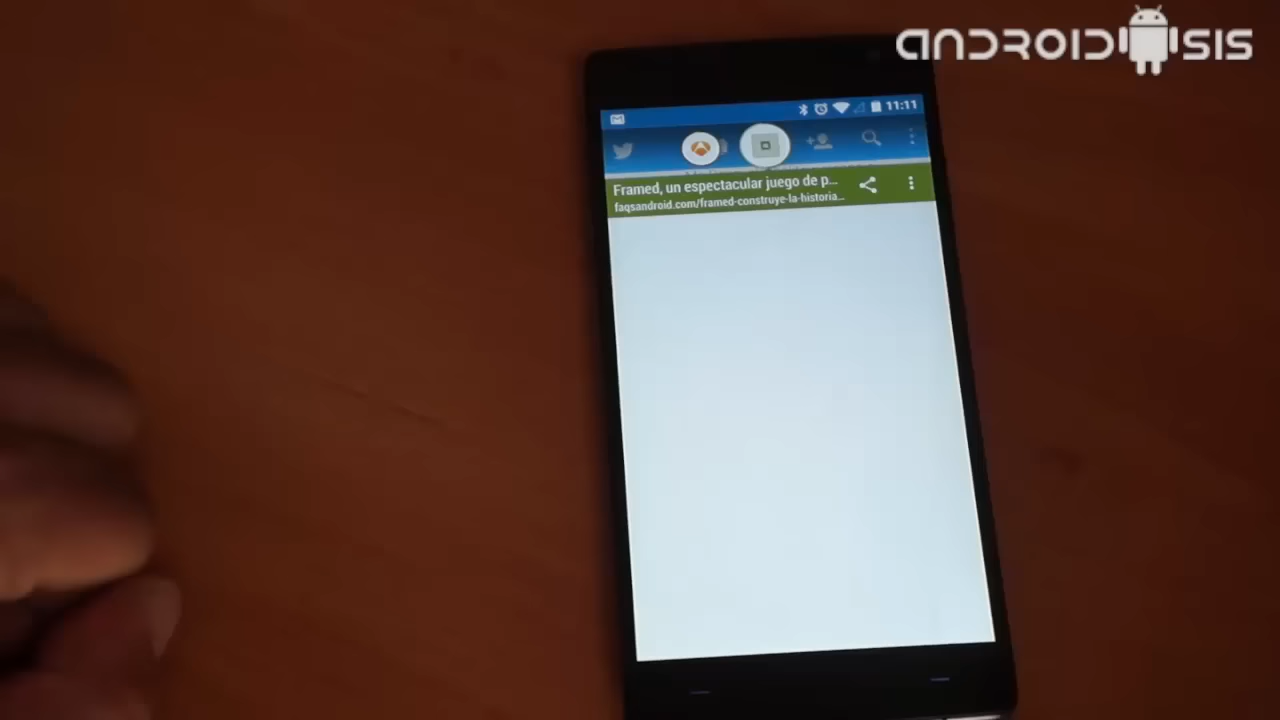 ANDROIDSIS
11:11
Framed, un espectacular juego de p...
faqsandroid.com/framed-construye-la-historia...